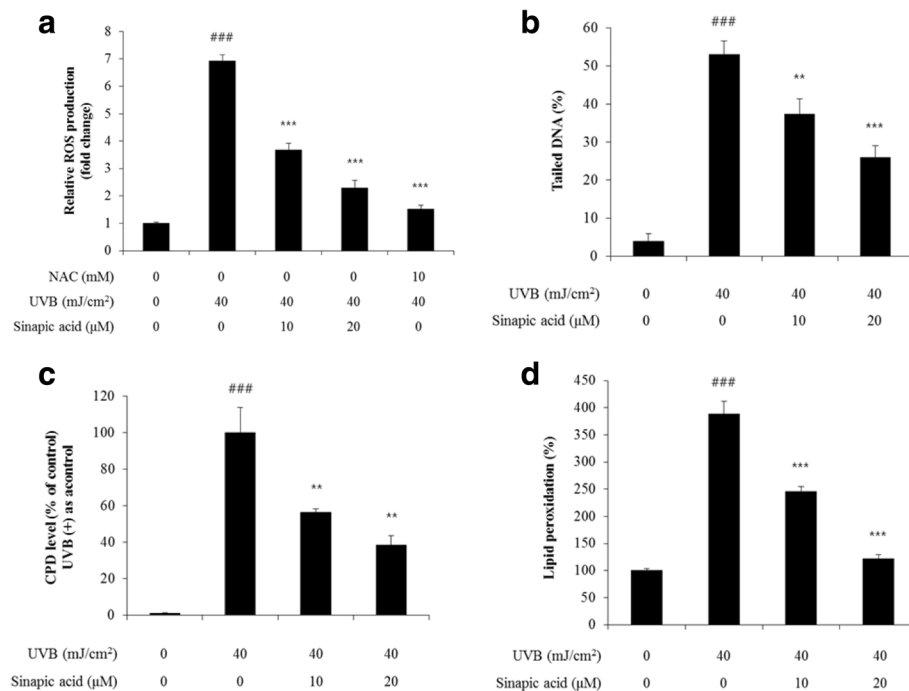 a
Relative ROS production
(fold change)
8
7
6
5
4
3
2
1
0
###
***
***
***
NAC (mM) 0 0 0 0 10
UVB (mJ/cm²) 0 40 40 40 40
Sinapic acid (µM) 0 0 10 20 0
b
Tailed DNA (%)
60
50
40
30
20
10
0
###
**
***
UVB (mJ/cm²) 0 40 40 40
Sinapic acid (µM) 0 0 10 20
c
CPD level (% of control)
UVB (+) as acontrol
120
100
80
60
40
20
0
###
**
**
UVB (mJ/cm²) 0 40 40 40
Sinapic acid (µM) 0 0 10 20
d
Lipid peroxidation (%)
450
400
350
300
250
200
150
100
50
0
###
***
***
UVB (mJ/cm²) 0 40 40 40
Sinapic acid (µM) 0 0 10 20